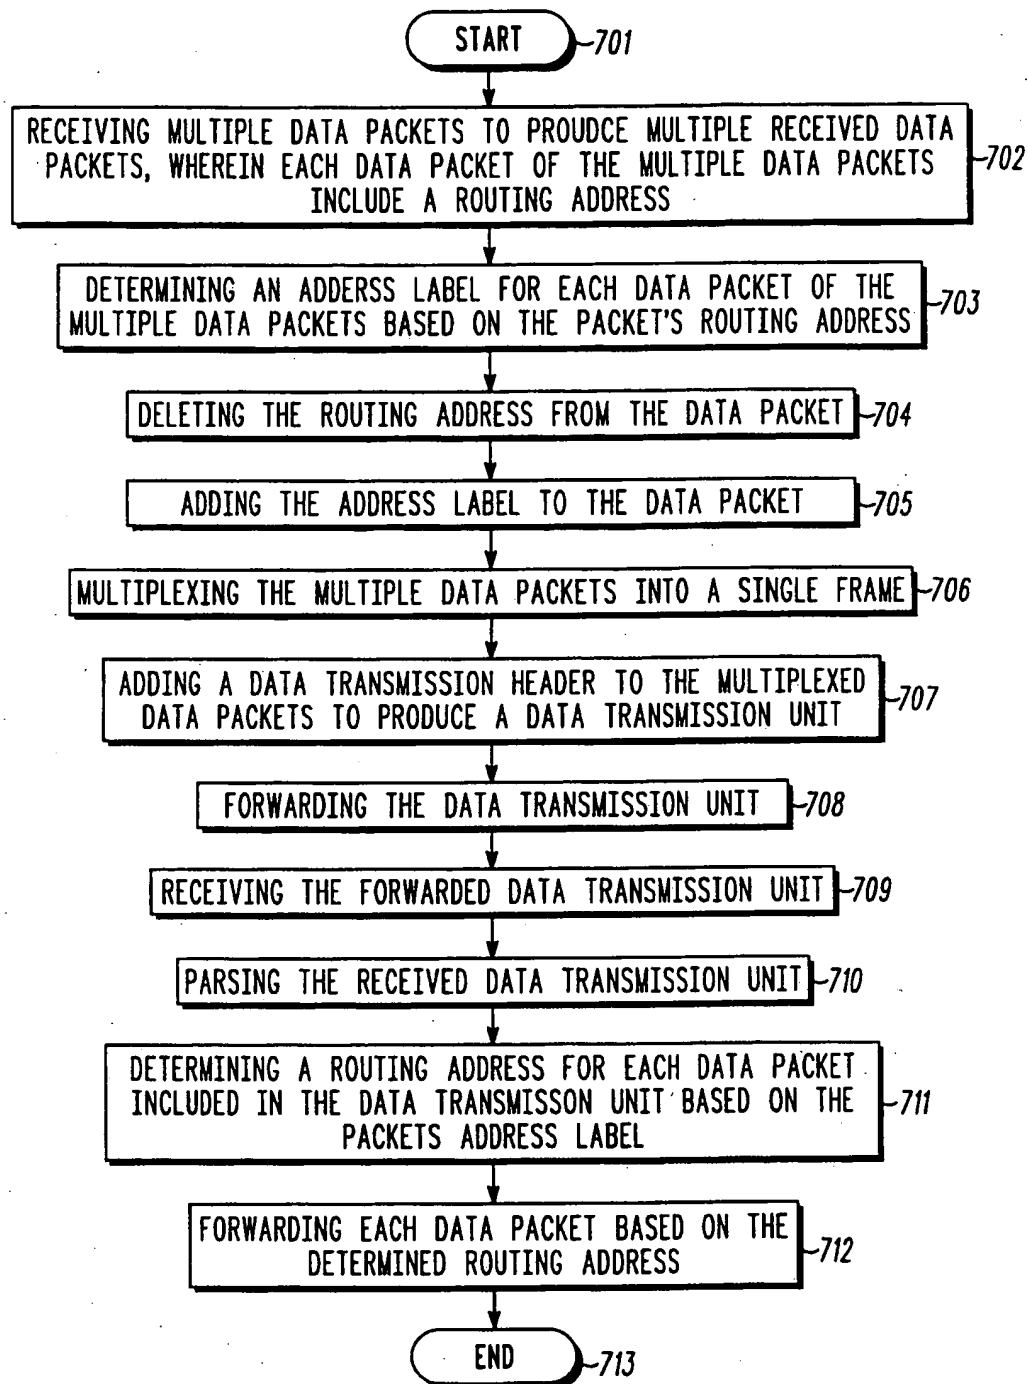 START
701
RECEIVING MULTIPLE DATA PACKETS TO PROUDCE MULTIPLE RECEIVED DATA
PACKETS, WHEREIN EACH DATA PACKET OF THE MULTIPLE DATA PACKETS
INCLUDE A ROUTING ADDRESS
702
DETERMINING AN ADDERSS LABEL FOR EACH DATA PACKET OF THE
MULTIPLE DATA PACKETS BASED ON THE PACKET'S ROUTING ADDRESS
703
DELETING THE ROUTING ADDRESS FROM THE DATA PACKET
704
ADDING THE ADDRESS LABEL TO THE DATA PACKET
705
MULTIPLEXING THE MULTIPLE DATA PACKETS INTO A SINGLE FRAME
706
ADDING A DATA TRANSMISSION HEADER TO THE MULTIPLEXED
DATA PACKETS TO PRODUCE A DATA TRANSMISSION UNIT
707
FORWARDING THE DATA TRANSMISSION UNIT
708
RECEIVING THE FORWARDED DATA TRANSMISSION UNIT
709
PARSING THE RECEIVED DATA TRANSMISSION UNIT
710
DETERMINING A ROUTING ADDRESS FOR EACH DATA PACKET
INCLUDED IN THE DATA TRANSMISSON UNIT BASED ON THE
PACKETS ADDRESS LABEL
711
FORWARDING EACH DATA PACKET BASED ON THE
DETERMINED ROUTING ADDRESS
712
END
713